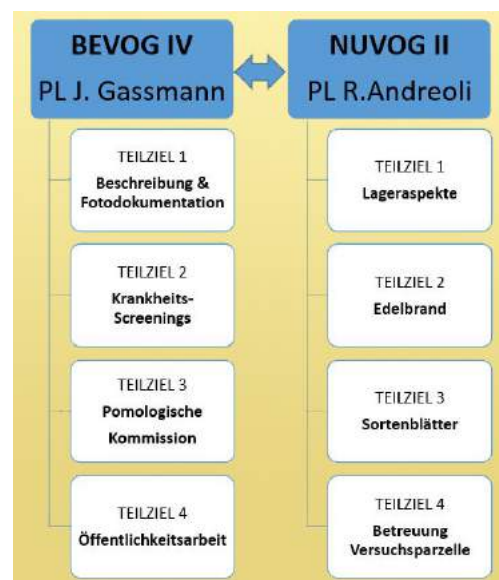 BEVOG IV
PL J. Gassmann
TEILZIEL 1
Beschreibung &
Fotodokumentation
TEILZIEL 2
Krankheits-
Screenings
TEILZIEL 3
Pomologische
Kommission
TEILZIEL 4
Öffentlichkeitsarbeit
NUVOG II
PL R.Andreoli
TEILZIEL 1
Lageraspekte
TEILZIEL 2
Edelbrand
TEILZIEL 3
Sortenblätter
TEILZIEL 4
Betreuung
Versuchsparzelle